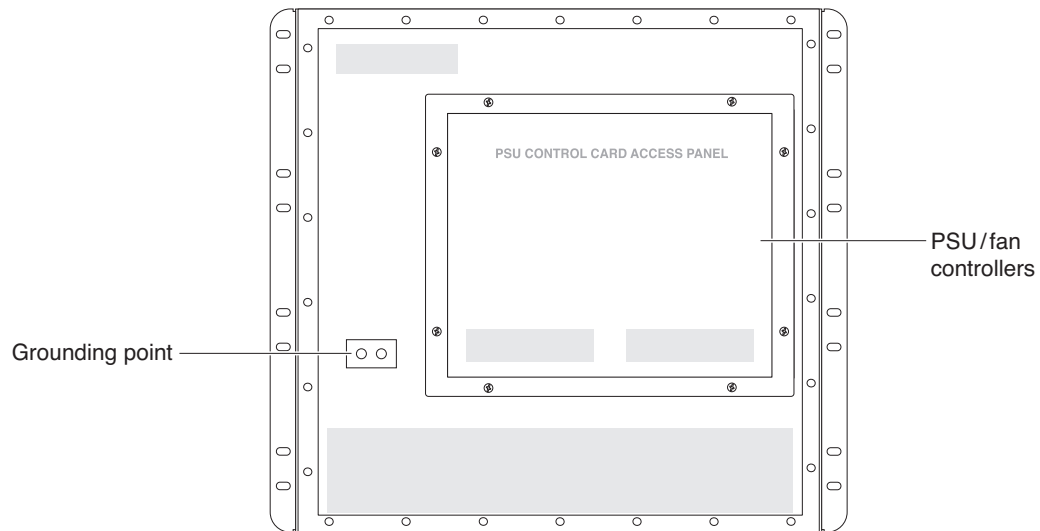 PSU CONTROL CARD ACCESS PANEL
PSU/fan
controllers
Grounding point